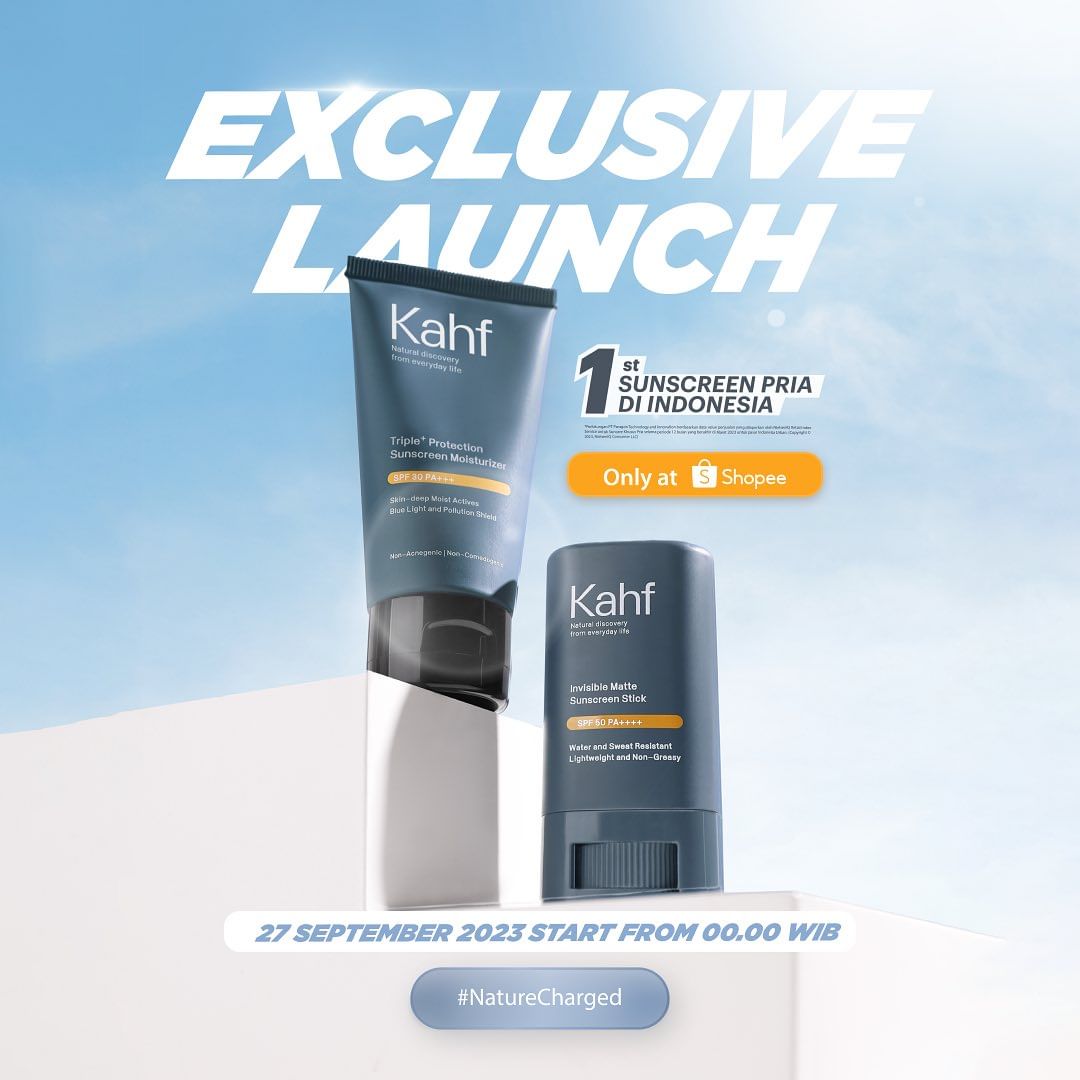 EXCLUSIVE
LAUNCH
Kahf
Natural discovery
from everyday life
Triple+ Protection
Sunscreen Moisturizer
SPF 30 PA+++
Skin-deep Moist Actives
Blue Light and Pollution Shield
Non-Acnegenic | Non-Comedogenic
1st
SUNSCREEN PRIA
DI INDONESIA
Only at Shopee
Kahf
Natural discovery
from everyday life
Invisible Matte
Sunscreen Stick
SPF 50 PA++++
Water and Sweat Resistant
Lightweight and Non-Greasy
27 SEPTEMBER 2023 START FROM 00.00 WIB
#NatureCharged